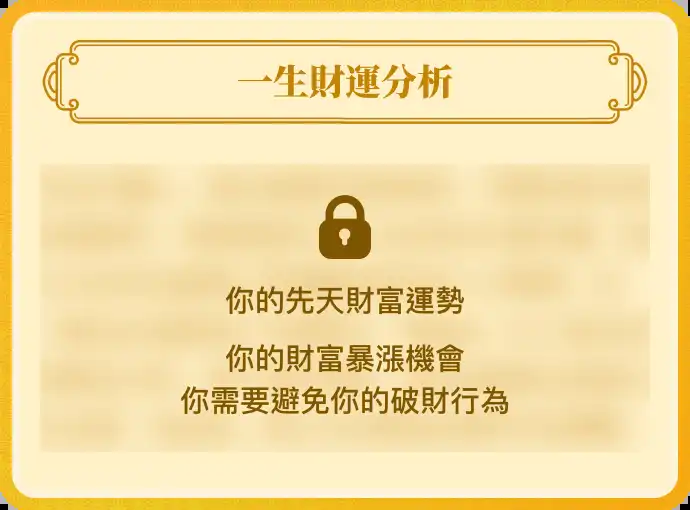 一生財運分析
你的先天財富運勢
你的財富暴漲機會
你需要避免你的破財行為